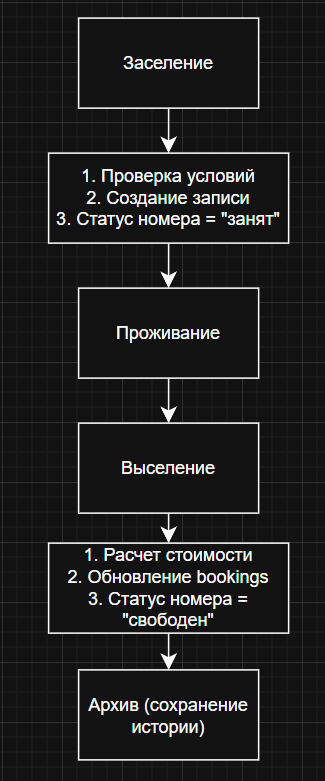 Заселение
1. Проверка условий
2. Создание записи
3. Статус номера = "занят"
Проживание
Выселение
1. Расчет стоимости
2. Обновление bookings
3. Статус номера =
"свободен"
Архив (сохранение
истории)